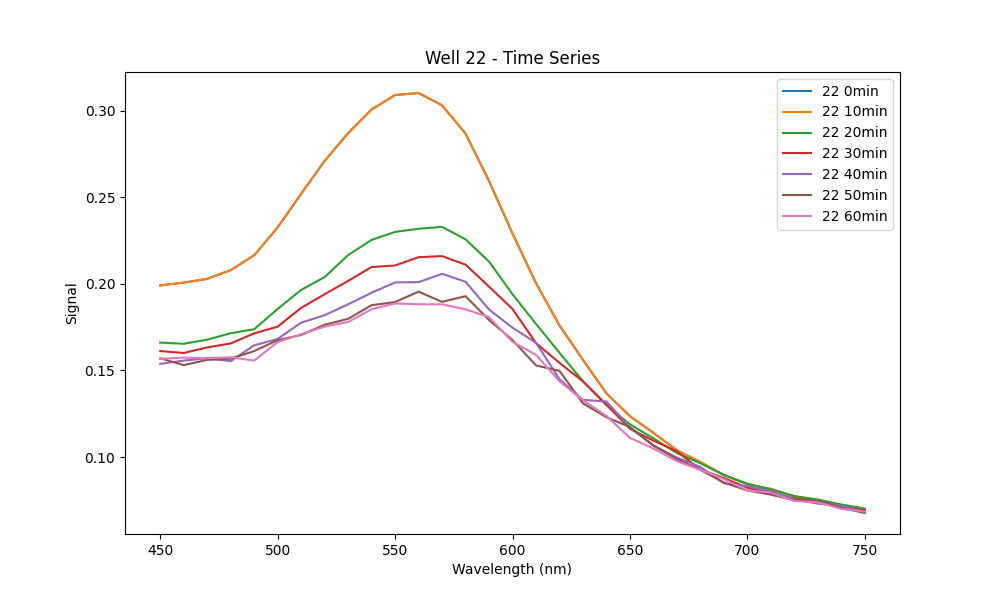 Well 22 - Time Series
22 0min
22 10min
22 20min
22 30min
22 40min
22 50min
22 60min
0.30
0.25
0.20
0.15
0.10
Signal
450 500 550 600 650 700 750
Wavelength (nm)